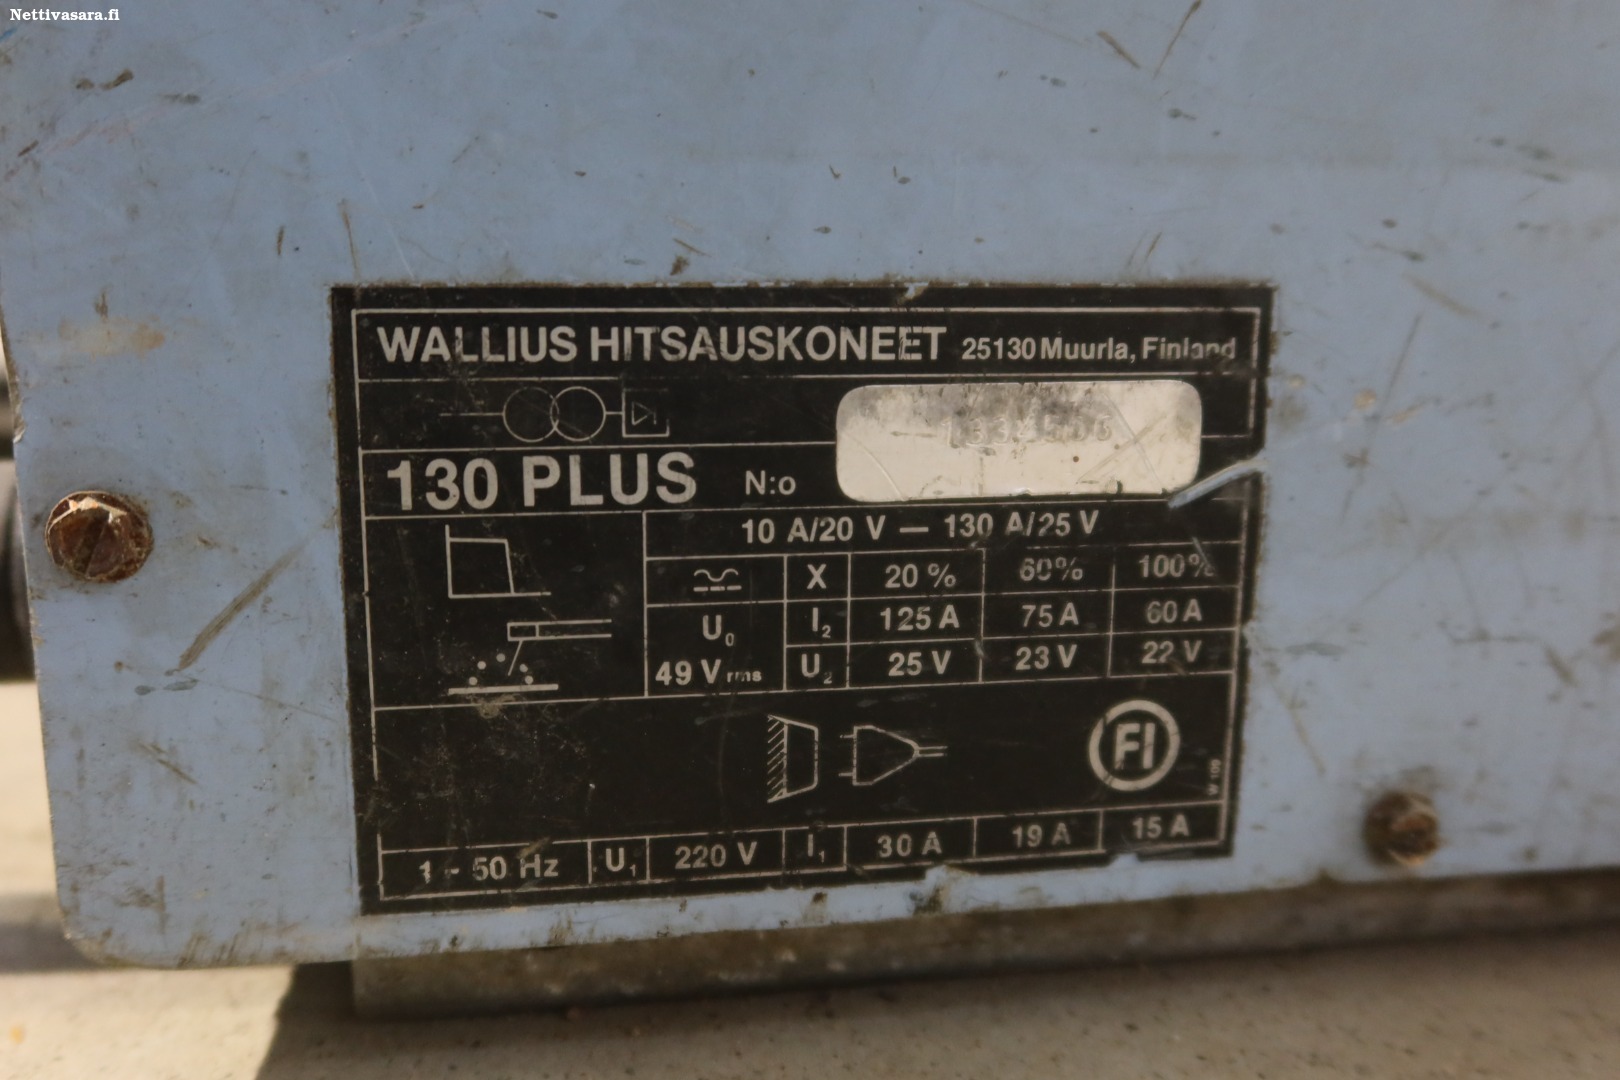 Nettivasara.fi
WALLIUS HITSAUSKONEET 25130 Muurla, Finland
130 PLUS N:o
10 A/20 V — 130 A/25 V
X 20 % 60% 100%
U₀ I₂ 125 A 75 A 60 A
49 V rms U₂ 25 V 23 V 22 V
FI
W 100
1 ~ 50 Hz U₁ 220 V I₁ 30 A 19 A 15 A